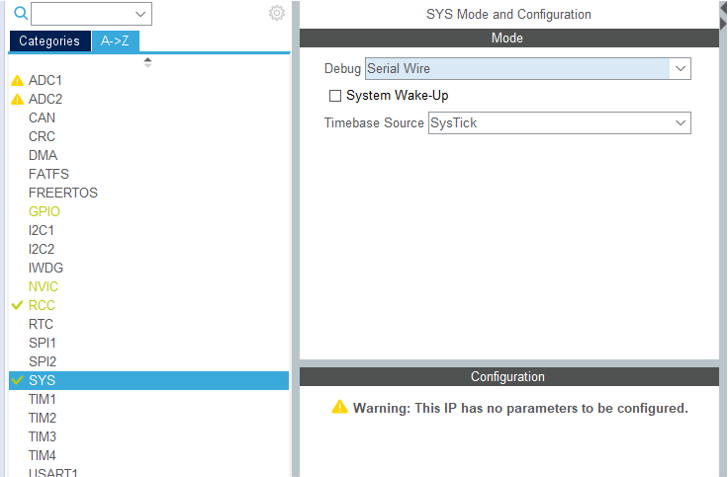 Categories
A->Z
ADC1
ADC2
CAN
CRC
DMA
FATFS
FREERTOS
GPIO
I2C1
I2C2
IWDG
NVIC
RCC
RTC
SPI1
SPI2
SYS
TIM1
TIM2
TIM3
TIM4
USART1
SYS Mode and Configuration
Mode
Debug Serial Wire
System Wake-Up
Timebase Source SysTick
Configuration
Warning: This IP has no parameters to be configured.